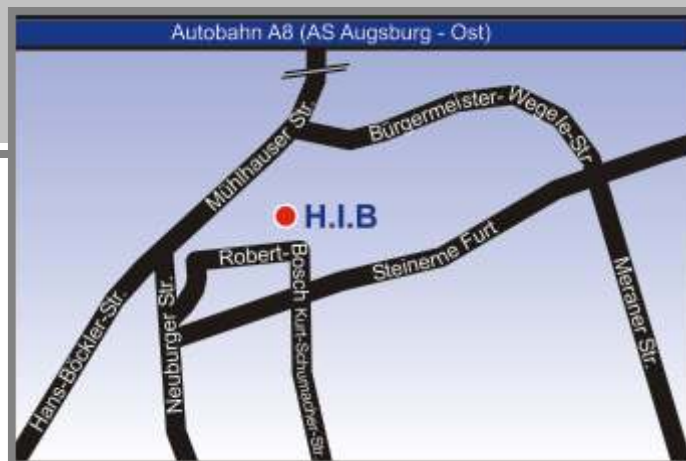 Autobahn A8 (AS Augsburg - Ost)
Mühlhauser Str.
Bürgermeister-Wegele-Str.
H.I.B
Robert-Bosch
Steinerne Furt
Hans-Böckler-Str.
Neuburger Str.
Kurt-Schumacher-Str
Meraner Str.